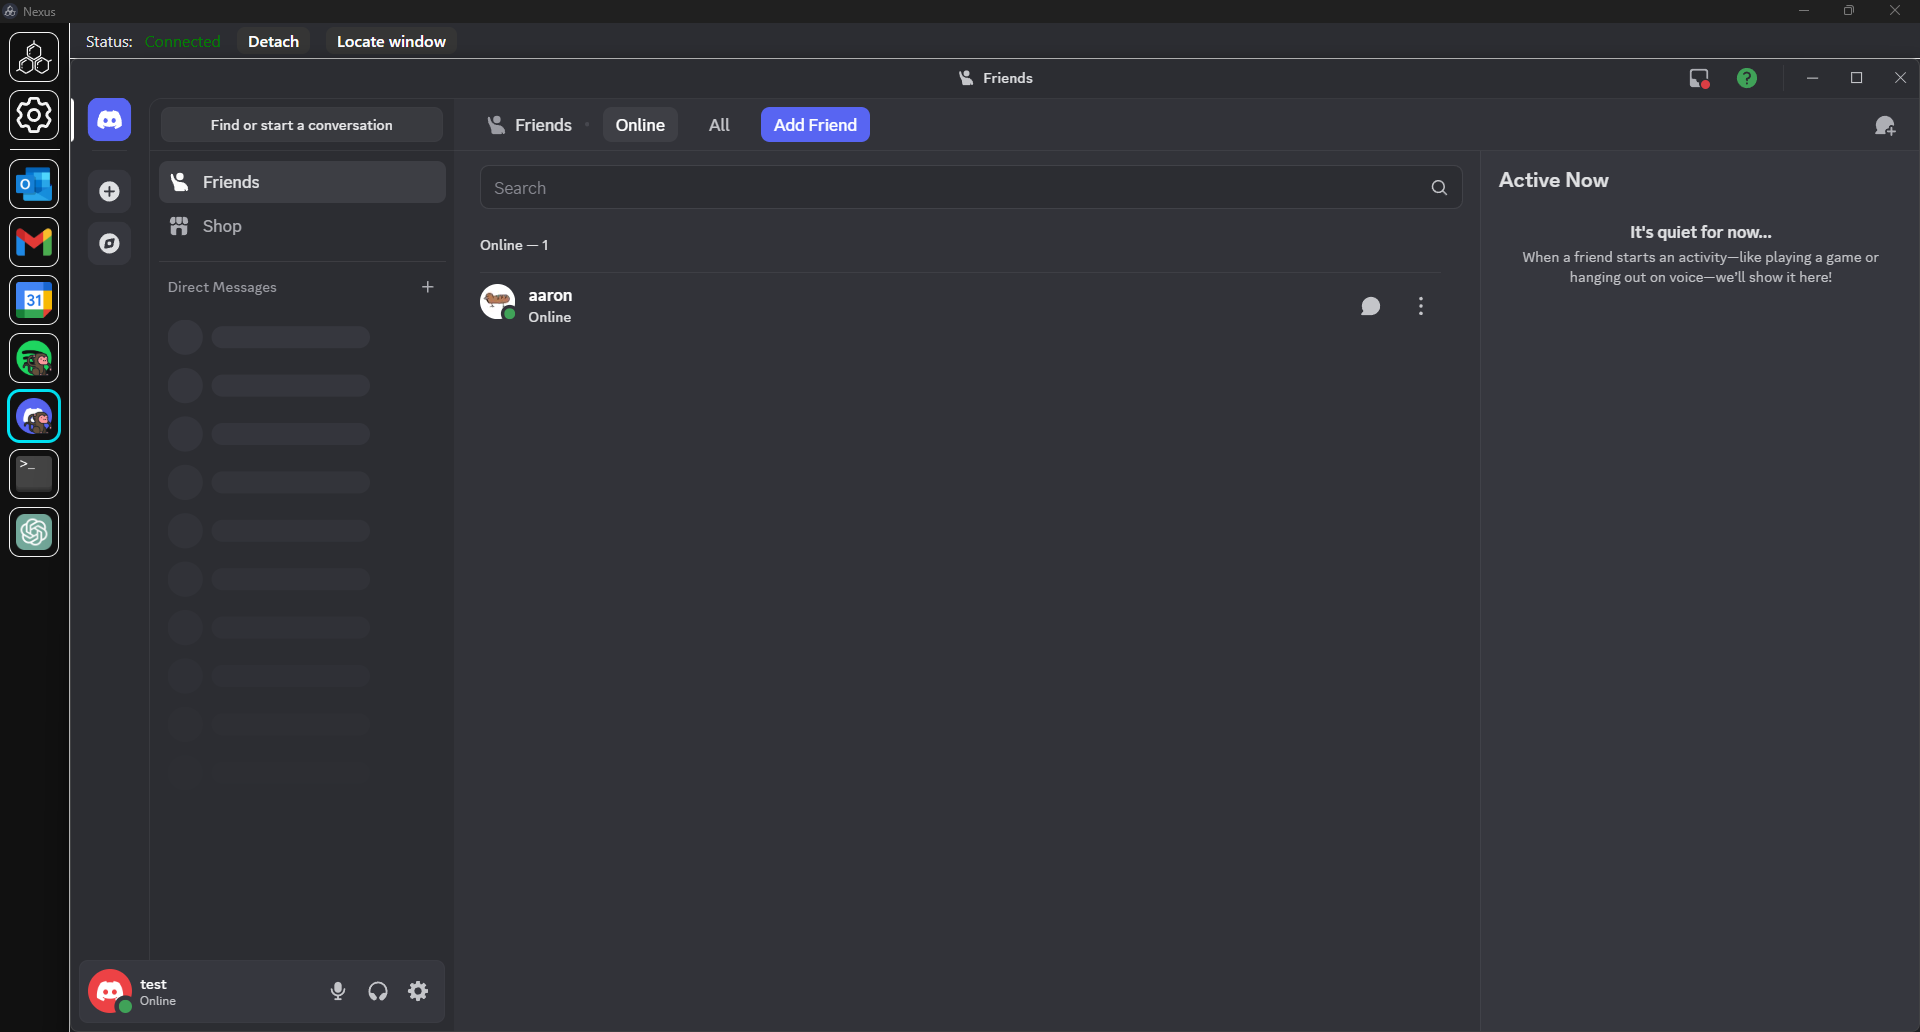 Nexus
Status: Connected Detach Locate window
Friends
Find or start a conversation
Friends Online All Add Friend
Friends
Shop
Direct Messages
Search
Online — 1
aaron
Online
Active Now
It's quiet for now...
When a friend starts an activity—like playing a game or
hanging out on voice—we'll show it here!
31
>_
test
Online